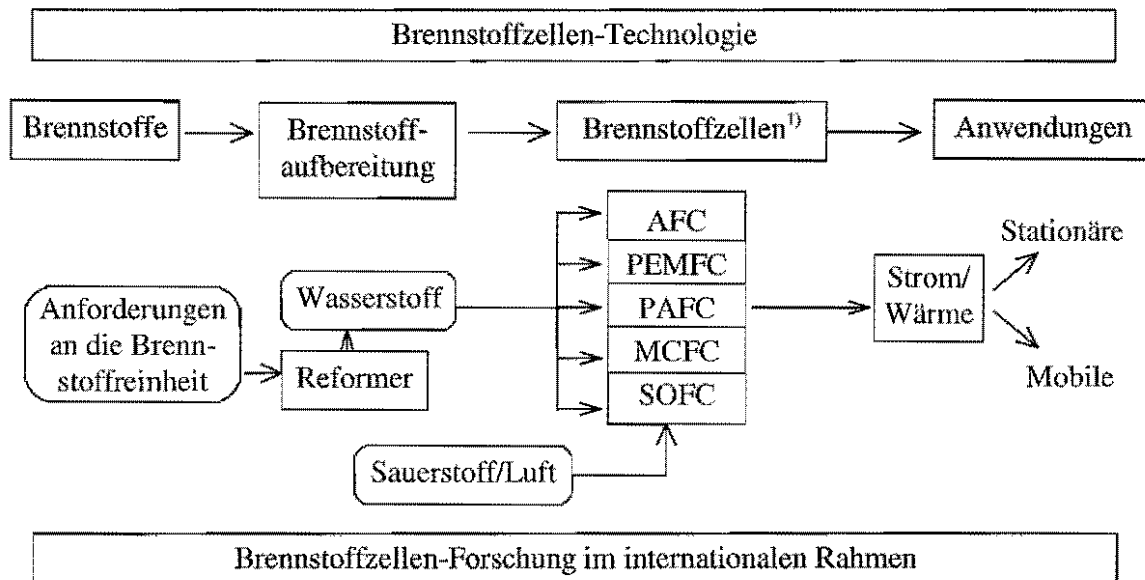 Brennstoffzellen-Technologie
Brennstoffe
Brennstoff-
aufbereitung
Brennstoffzellen¹⁾
Anwendungen
Anforderungen
an die Brenn-
stoffreinheit
Wasserstoff
Reformer
AFC
PEMFC
PAFC
MCFC
SOFC
Sauerstoff/Luft
Strom/
Wärme
Stationäre
Mobile
Brennstoffzellen-Forschung im internationalen Rahmen